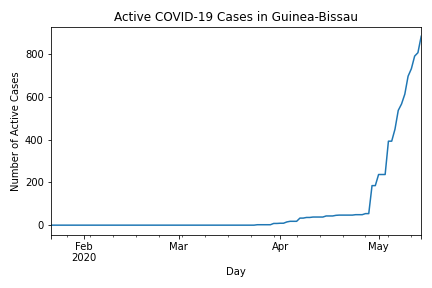 Active COVID-19 Cases in Guinea-Bissau
Number of Active Cases
800
600
400
200
0
Feb
2020
Mar
Apr
May
Day